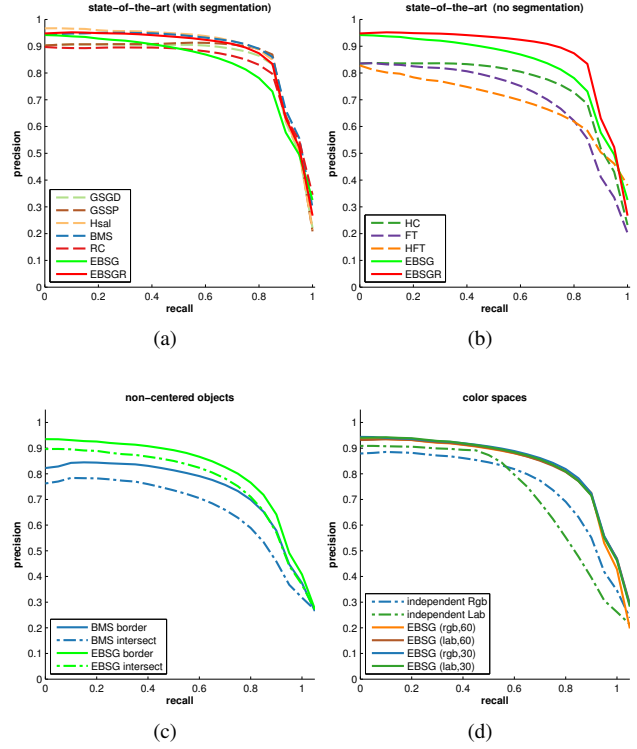 state-of-the-art (with segmentation)
1
0.9
0.8
0.7
0.6
0.5
0.4
0.3
0.2
0.1
0
precision
GSGD
GSSP
Hsal
BMS
RC
EBSG
EBSGR
0 0.2 0.4 0.6 0.8 1
recall
(a)
state-of-the-art (no segmentation)
1
0.9
0.8
0.7
0.6
0.5
0.4
0.3
0.2
0.1
0
precision
HC
FT
HFT
EBSG
EBSGR
0 0.2 0.4 0.6 0.8 1
recall
(b)
non-centered objects
1
0.9
0.8
0.7
0.6
0.5
0.4
0.3
0.2
0.1
0
precision
BMS border
BMS intersect
EBSG border
EBSG intersect
0 0.2 0.4 0.6 0.8 1
recall
(c)
color spaces
1
0.9
0.8
0.7
0.6
0.5
0.4
0.3
0.2
0.1
0
precision
independent Rgb
independent Lab
EBSG (rgb,60)
EBSG (lab,60)
EBSG (rgb,30)
EBSG (lab,30)
0 0.2 0.4 0.6 0.8 1
recall
(d)